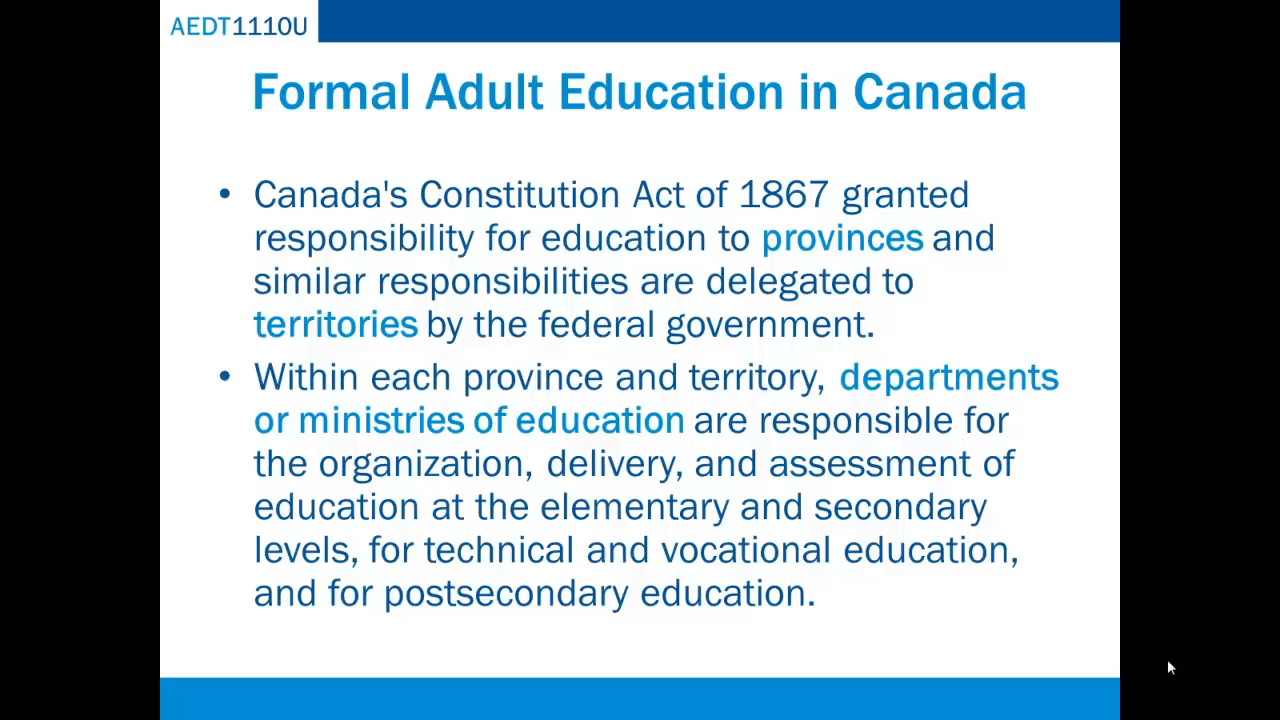 AEDT1110U
Formal Adult Education in Canada
• Canada's Constitution Act of 1867 granted
responsibility for education to provinces and
similar responsibilities are delegated to
territories by the federal government.
• Within each province and territory, departments
or ministries of education are responsible for
the organization, delivery, and assessment of
education at the elementary and secondary
levels, for technical and vocational education,
and for postsecondary education.